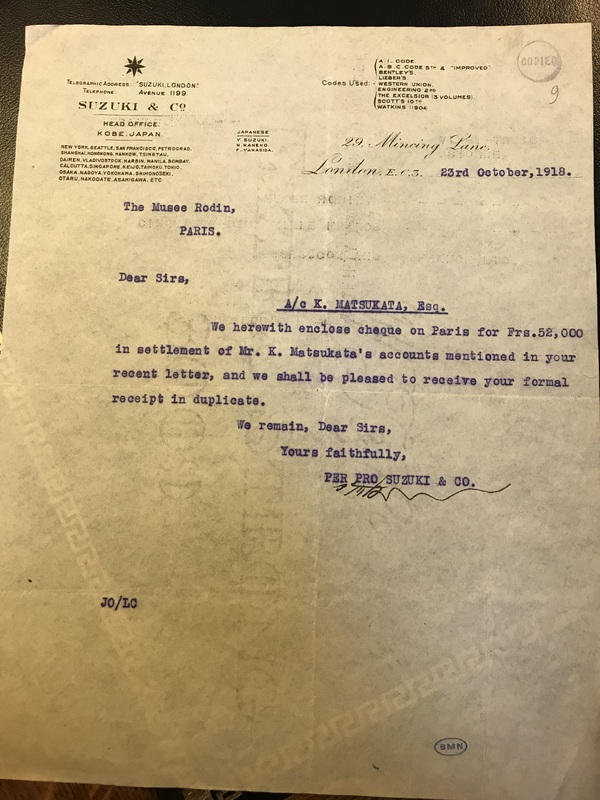 TELEGRAPHIC ADDRESS "SUZUKI, LONDON."
TELEPHONE AVENUE 1199.
SUZUKI & Co
HEAD OFFICE
KOBE, JAPAN.
NEW YORK, SEATTLE, SAN FRANCISCO, PETROGRAD,
SHANGHAI, HONGKONG, HANKOW, TSINGTAU,
DAIREN, VLADIVOSTOCK, HARBIN, MANILA, BOMBAY,
CALCUTTA, SINGAPORE, KEIJO, TAIHOKU, TOKIO,
OSAKA, NAGOYA, YOKOHAMA, SHIMONOSEKI,
OTARU, HAKODATE, ASAHIGAWA, ETC
JAPANESE
Y. SUZUKI.
N. KANEKO.
F. YANAGIDA.
Codes Used:
A.I. CODE.
A.B.C. CODE 5TH & "IMPROVED"
BENTLEY'S.
LIEBER'S.
WESTERN UNION.
ENGINEERING 2ND
THE EXCELSIOR (3 VOLUMES).
SCOTT'S 10TH
WATKINS 1904.
COPIED
9
29, Mincing Lane,
London, E.C.3. 23rd October, 1918.
The Musee Rodin,
PARIS.
Dear Sirs,
A/c K. MATSUKATA, Esq.
We herewith enclose cheque on Paris for Frs.52,000
in settlement of Mr. K. Matsukata's accounts mentioned in your
recent letter, and we shall be pleased to receive your formal
receipt in duplicate.
We remain, Dear Sirs,
Yours faithfully,
PER PRO SUZUKI & CO.
JO/LC
BMN